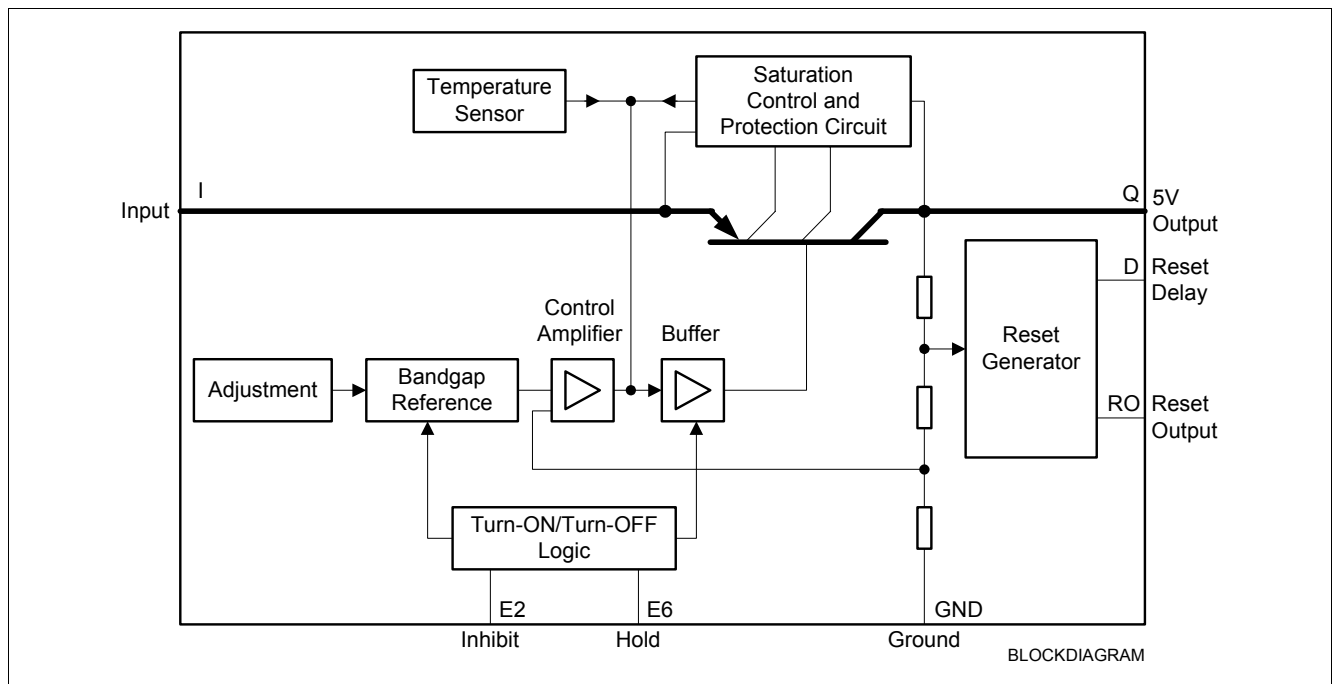 Temperature
Sensor
Saturation
Control and
Protection Circuit
I
Input
Q
5V
Output
D
Reset
Delay
Control
Amplifier
Buffer
Reset
Generator
Adjustment
Bandgap
Reference
RO
Reset
Output
Turn-ON/Turn-OFF
Logic
E2
E6
GND
Inhibit
Hold
Ground
BLOCKDIAGRAM